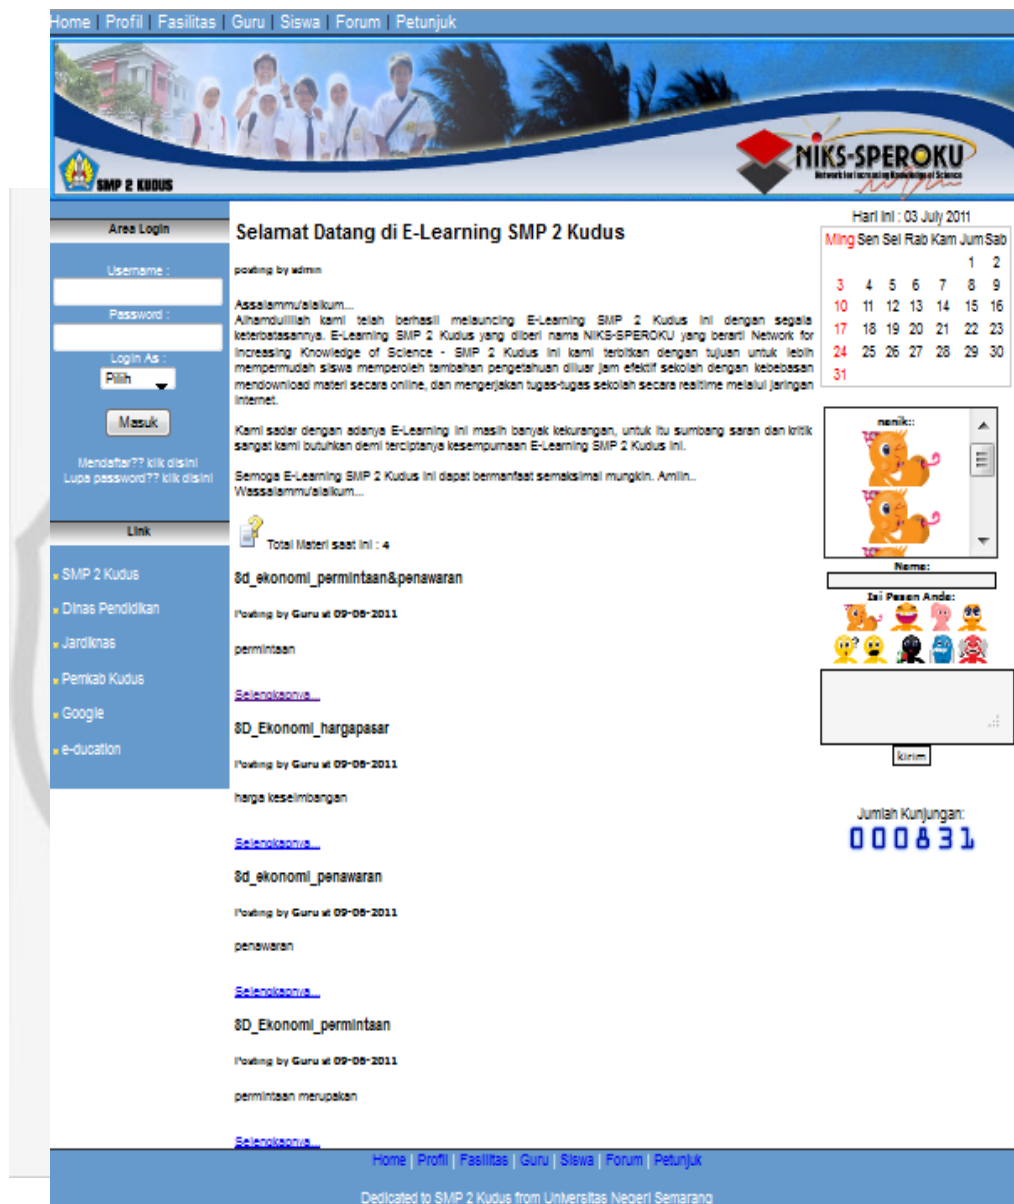 Home | Profil | Fasilitas | Guru | Siswa | Forum | Petunjuk
SMP 2 KUDUS
NIKS-SPEROKU
Network for Increasing Knowledge of Science
Area Login
Username :
Password :
Login As :
Pilih
Masuk
Mendaftar?? klik disini
Lupa password?? klik disini
Link
SMP 2 Kudus
Dinas Pendidikan
Jardiknas
Pemkab Kudus
Google
e-ducation
Selamat Datang di E-Learning SMP 2 Kudus
posting by admin
Assalammu'alaikum...
Alhamdulillah kami telah berhasil melauncing E-Learning SMP 2 Kudus ini dengan segala
keterbatasannya. E-Learning SMP 2 Kudus yang diberi nama NIKS-SPEROKU yang berarti Network for
Increasing Knowledge of Science - SMP 2 Kudus ini kami terbitkan dengan tujuan untuk lebih
mempermudah siswa memperoleh tambahan pengetahuan diluar jam efektif sekolah dengan kebebasan
mendownload materi secara online, dan mengerjakan tugas-tugas sekolah secara realtime melalui jaringan
internet.
Kami sadar dengan adanya E-Learning ini masih banyak kekurangan, untuk itu sumbang saran dan kritik
sangat kami butuhkan demi terciptanya kesempurnaan E-Learning SMP 2 Kudus ini.
Semoga E-Learning SMP 2 Kudus ini dapat bermanfaat semaksimal mungkin. Amiin..
Wassalammu'alaikum...
Total Materi saat ini : 4
8d_ekonomi_permintaan&penawaran
Posting by Guru at 09-06-2011
permintaan
Selengkapnya...
8D_Ekonomi_hargapasar
Posting by Guru at 09-06-2011
harga keseimbangan
Selengkapnya...
8d_ekonomi_penawaran
Posting by Guru at 09-06-2011
penawaran
Selengkapnya...
8D_Ekonomi_permintaan
Posting by Guru at 09-06-2011
permintaan merupakan
Selengkapnya...
Hari ini : 03 July 2011
Ming Sen Sel Rab Kam Jum Sab
1 2
3 4 5 6 7 8 9
10 11 12 13 14 15 16
17 18 19 20 21 22 23
24 25 26 27 28 29 30
31
nanik::
Nama:
Isi Pesan Anda:
kirim
Jumlah Kunjungan:
000831
Home | Profil | Fasilitas | Guru | Siswa | Forum | Petunjuk
Dedicated to SMP 2 Kudus from Universitas Negeri Semarang